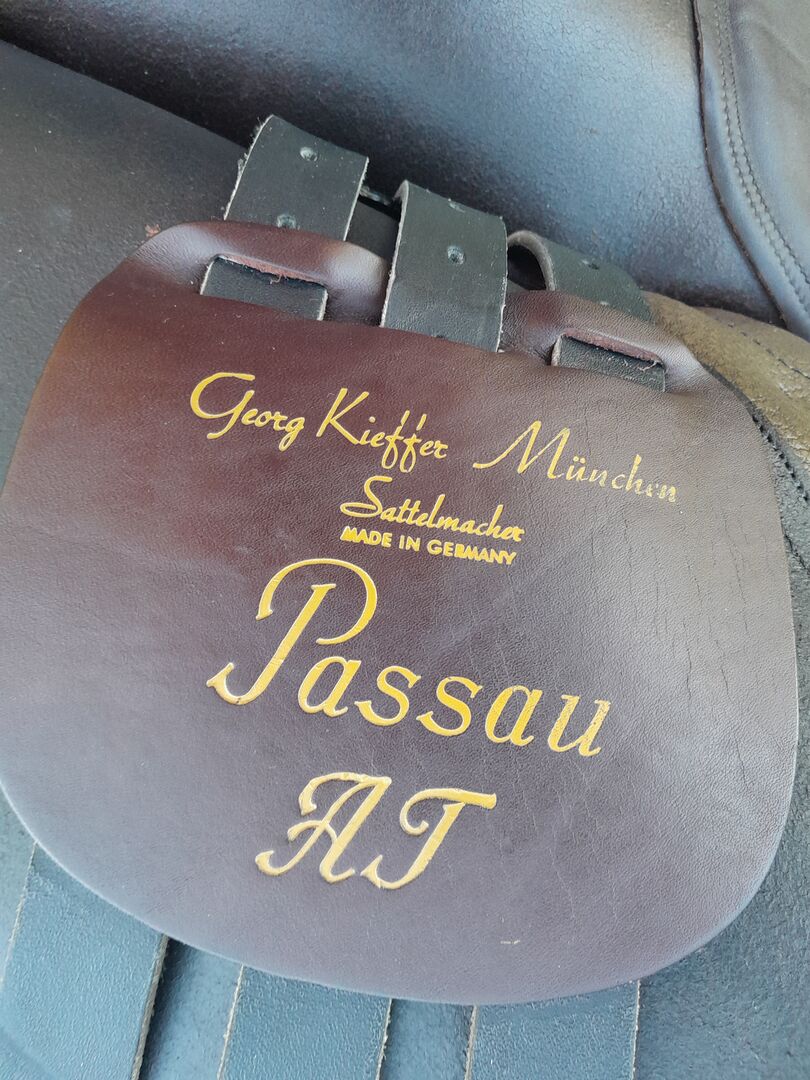 Georg Kieffer München
Sattelmacher
MADE IN GERMANY
Passau
AT